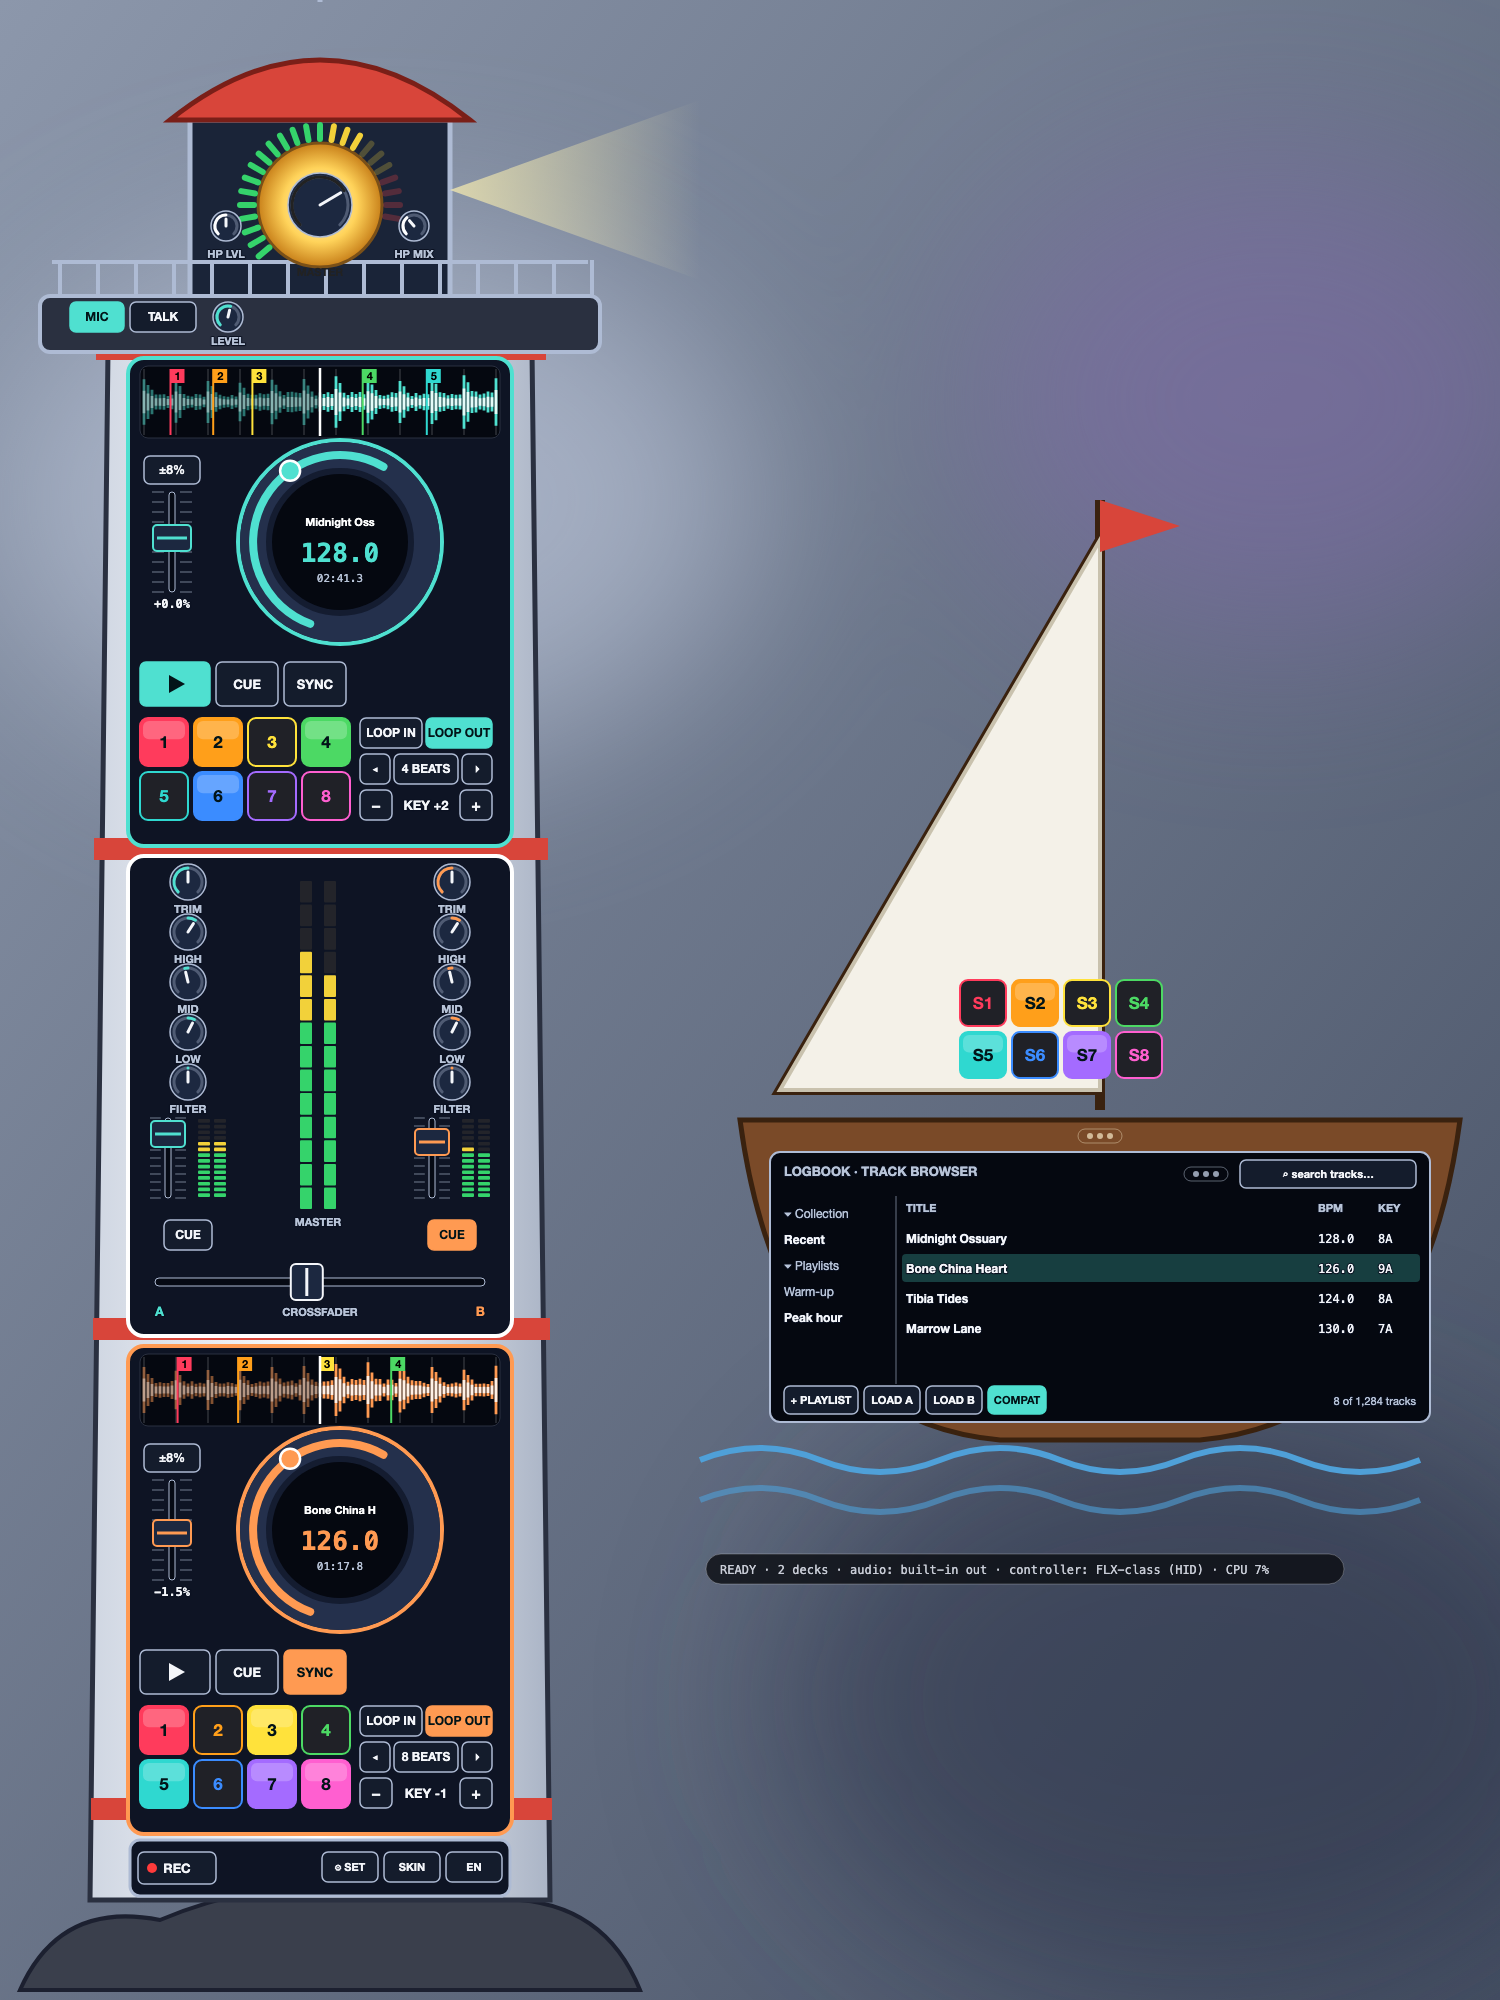 HP LVL
HP MIX
MIC
TALK
LEVEL
1
2
3
4
5
±8%
Midnight Oss
128.0
02:41.3
+0.0%
CUE
SYNC
1
2
3
4
LOOP IN
LOOP OUT
4 BEATS
5
6
7
8
− KEY +2 +
TRIM
TRIM
HIGH
HIGH
MID
MID
LOW
LOW
FILTER
FILTER
CUE
MASTER
CUE
A
CROSSFADER
B
1
2
3
4
±8%
Bone China H
126.0
01:17.8
−1.5%
CUE
SYNC
1
2
3
4
LOOP IN
LOOP OUT
8 BEATS
5
6
7
8
− KEY -1 +
REC
⚙ SET
SKIN
EN
S1
S2
S3
S4
S5
S6
S7
S8
LOGBOOK · TRACK BROWSER
⌕ search tracks…
▾ Collection
Recent
▾ Playlists
Warm-up
Peak hour
TITLE BPM KEY
Midnight Ossuary 128.0 8A
Bone China Heart 126.0 9A
Tibia Tides 124.0 8A
Marrow Lane 130.0 7A
+ PLAYLIST
LOAD A
LOAD B
COMPAT
8 of 1,284 tracks
READY · 2 decks · audio: built-in out · controller: FLX-class (HID) · CPU 7%